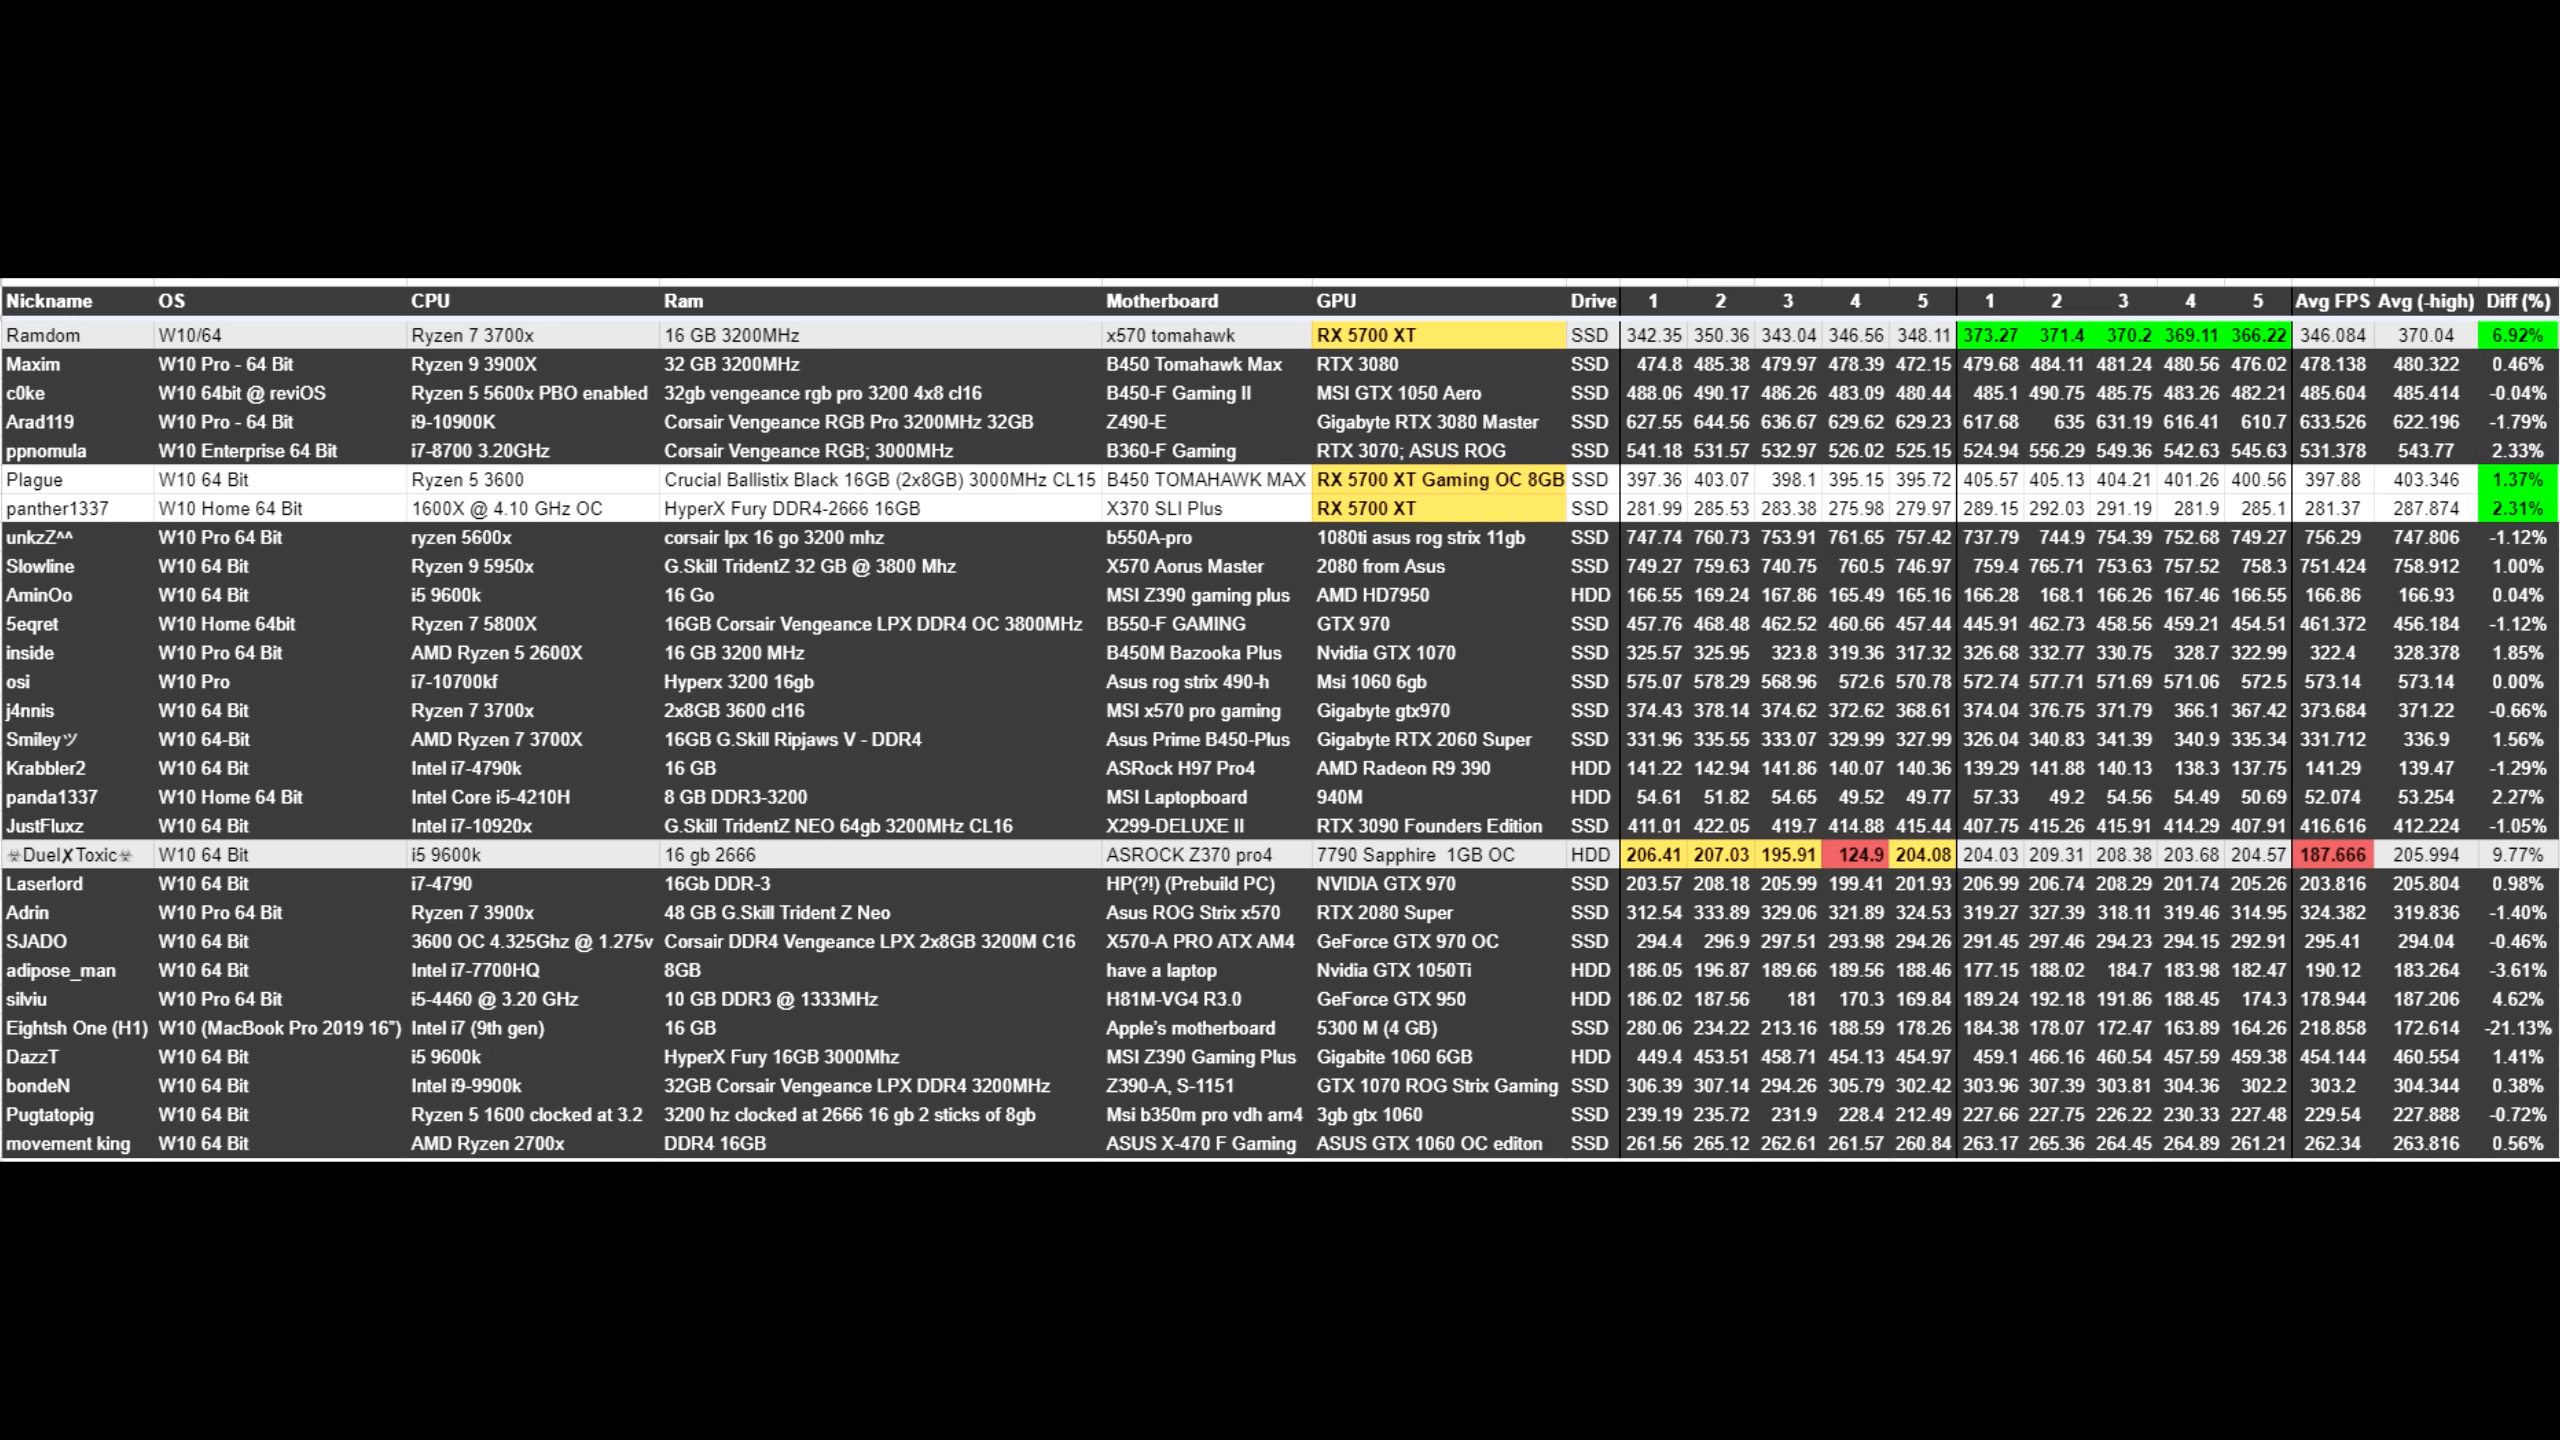 Nickname OS CPU Ram Motherboard GPU Drive 1 2 3 4 5 1 2 3 4 5 Avg FPS Avg (-high) Diff (%)
Ramdom W10/64 Ryzen 7 3700x 16 GB 3200MHz x570 tomahawk RX 5700 XT SSD 342.35 350.36 343.04 346.56 348.11 373.27 371.4 370.2 369.11 366.22 346.084 370.04 6.92%
Maxim W10 Pro - 64 Bit Ryzen 9 3900X 32 GB 3200MHz B450 Tomahawk Max RTX 3080 SSD 474.8 485.38 479.97 478.39 472.15 479.68 484.11 481.24 480.56 476.02 478.138 480.322 0.46%
c0ke W10 64bit @ reviOS Ryzen 5 5600x PBO enabled 32gb vengeance rgb pro 3200 4x8 cl16 B450-F Gaming II MSI GTX 1050 Aero SSD 488.06 490.17 486.26 483.09 480.44 485.1 490.75 485.75 483.26 482.21 485.604 485.414 -0.04%
Arad119 W10 Pro - 64 Bit i9-10900K Corsair Vengeance RGB Pro 3200MHz 32GB Z490-E Gigabyte RTX 3080 Master SSD 627.55 644.56 636.67 629.62 629.23 617.68 635 631.19 616.41 610.7 633.526 622.196 -1.79%
ppnomula W10 Enterprise 64 Bit i7-8700 3.20GHz Corsair Vengeance RGB; 3000MHz B360-F Gaming RTX 3070; ASUS ROG SSD 541.18 531.57 532.97 526.02 525.15 524.94 556.29 549.36 542.63 545.63 531.378 543.77 2.33%
Plague W10 64 Bit Ryzen 5 3600 Crucial Ballistix Black 16GB (2x8GB) 3000MHz CL15 B450 TOMAHAWK MAX RX 5700 XT Gaming OC 8GB SSD 397.36 403.07 398.1 395.15 395.72 405.57 405.13 404.21 401.26 400.56 397.88 403.346 1.37%
panther1337 W10 Home 64 Bit 1600X @ 4.10 GHz OC HyperX Fury DDR4-2666 16GB X370 SLI Plus RX 5700 XT SSD 281.99 285.53 283.38 275.98 279.97 289.15 292.03 291.19 281.9 285.1 281.37 287.874 2.31%
unkzZ^^ W10 Pro 64 Bit ryzen 5600x corsair lpx 16 go 3200 mhz b550A-pro 1080ti asus rog strix 11gb SSD 747.74 760.73 753.91 761.65 757.42 737.79 744.9 754.39 752.68 749.27 756.29 747.806 -1.12%
Slowline W10 64 Bit Ryzen 9 5950x G.Skill TridentZ 32 GB @ 3800 Mhz X570 Aorus Master 2080 from Asus SSD 749.27 759.63 740.75 760.5 746.97 759.4 765.71 753.63 757.52 758.3 751.424 758.912 1.00%
AminOo W10 64 Bit i5 9600k 16 Go MSI Z390 gaming plus AMD HD7950 HDD 166.55 169.24 167.86 165.49 165.16 166.28 168.1 166.26 167.46 166.55 166.86 166.93 0.04%
5eqret W10 Home 64bit Ryzen 7 5800X 16GB Corsair Vengeance LPX DDR4 OC 3800MHz B550-F GAMING GTX 970 SSD 457.76 468.48 462.52 460.66 457.44 445.91 462.73 458.56 459.21 454.51 461.372 456.184 -1.12%
inside W10 Pro 64 Bit AMD Ryzen 5 2600X 16 GB 3200 MHz B450M Bazooka Plus Nvidia GTX 1070 SSD 325.57 325.95 323.8 319.36 317.32 326.68 332.77 330.75 328.7 322.99 322.4 328.378 1.85%
osi W10 Pro i7-10700kf Hyperx 3200 16gb Asus rog strix 490-h Msi 1060 6gb SSD 575.07 578.29 568.96 572.6 570.78 572.74 577.71 571.69 571.06 572.5 573.14 573.14 0.00%
j4nnis W10 64 Bit Ryzen 7 3700x 2x8GB 3600 cl16 MSI x570 pro gaming Gigabyte gtx970 SSD 374.43 378.14 374.62 372.62 368.61 374.04 376.75 371.79 366.1 367.42 373.684 371.22 -0.66%
Smileyツ W10 64-Bit AMD Ryzen 7 3700X 16GB G.Skill Ripjaws V - DDR4 Asus Prime B450-Plus Gigabyte RTX 2060 Super SSD 331.96 335.55 333.07 329.99 327.99 326.04 340.83 341.39 340.9 335.34 331.712 336.9 1.56%
Krabbler2 W10 64 Bit Intel i7-4790k 16 GB ASRock H97 Pro4 AMD Radeon R9 390 HDD 141.22 142.94 141.86 140.07 140.36 139.29 141.88 140.13 138.3 137.75 141.29 139.47 -1.29%
panda1337 W10 Home 64 Bit Intel Core i5-4210H 8 GB DDR3-3200 MSI Laptopboard 940M HDD 54.61 51.82 54.65 49.52 49.77 57.33 49.2 54.56 54.49 50.69 52.074 53.254 2.27%
JustFluxz W10 64 Bit Intel i7-10920x G.Skill TridentZ NEO 64gb 3200MHz CL16 X299-DELUXE II RTX 3090 Founders Edition SSD 411.01 422.05 419.7 414.88 415.44 407.75 415.26 415.91 414.29 407.91 416.616 412.224 -1.05%
☣Duel✗Toxic☣ W10 64 Bit i5 9600k 16 gb 2666 ASROCK Z370 pro4 7790 Sapphire 1GB OC HDD 206.41 207.03 195.91 124.9 204.08 204.03 209.31 208.38 203.68 204.57 187.666 205.994 9.77%
Laserlord W10 64 Bit i7-4790 16Gb DDR-3 HP(?!) (Prebuild PC) NVIDIA GTX 970 SSD 203.57 208.18 205.99 199.41 201.93 206.99 206.74 208.29 201.74 205.26 203.816 205.804 0.98%
Adrin W10 Pro 64 Bit Ryzen 7 3900x 48 GB G.Skill Trident Z Neo Asus ROG Strix x570 RTX 2080 Super SSD 312.54 333.89 329.06 321.89 324.53 319.27 327.39 318.11 319.46 314.95 324.382 319.836 -1.40%
SJADO W10 64 Bit 3600 OC 4.325Ghz @ 1.275v Corsair DDR4 Vengeance LPX 2x8GB 3200M C16 X570-A PRO ATX AM4 GeForce GTX 970 OC SSD 294.4 296.9 297.51 293.98 294.26 291.45 297.46 294.23 294.15 292.91 295.41 294.04 -0.46%
adipose_man W10 64 Bit Intel i7-7700HQ 8GB have a laptop Nvidia GTX 1050Ti HDD 186.05 196.87 189.66 189.56 188.46 177.15 188.02 184.7 183.98 182.47 190.12 183.264 -3.61%
silviu W10 Pro 64 Bit i5-4460 @ 3.20 GHz 10 GB DDR3 @ 1333MHz H81M-VG4 R3.0 GeForce GTX 950 HDD 186.02 187.56 181 170.3 169.84 189.24 192.18 191.86 188.45 174.3 178.944 187.206 4.62%
Eightsh One (H1) W10 (MacBook Pro 2019 16”) Intel i7 (9th gen) 16 GB Apple’s motherboard 5300 M (4 GB) SSD 280.06 234.22 213.16 188.59 178.26 184.38 178.07 172.47 163.89 164.26 218.858 172.614 -21.13%
DazzT W10 64 Bit i5 9600k HyperX Fury 16GB 3000Mhz MSI Z390 Gaming Plus Gigabite 1060 6GB HDD 449.4 453.51 458.71 454.13 454.97 459.1 466.16 460.54 457.59 459.38 454.144 460.554 1.41%
bondeN W10 64 Bit Intel i9-9900k 32GB Corsair Vengeance LPX DDR4 3200MHz Z390-A, S-1151 GTX 1070 ROG Strix Gaming SSD 306.39 307.14 294.26 305.79 302.42 303.96 307.39 303.81 304.36 302.2 303.2 304.344 0.38%
Pugtatopig W10 64 Bit Ryzen 5 1600 clocked at 3.2 3200 hz clocked at 2666 16 gb 2 sticks of 8gb Msi b350m pro vdh am4 3gb gtx 1060 SSD 239.19 235.72 231.9 228.4 212.49 227.66 227.75 226.22 230.33 227.48 229.54 227.888 -0.72%
movement king W10 64 Bit AMD Ryzen 2700x DDR4 16GB ASUS X-470 F Gaming ASUS GTX 1060 OC editon SSD 261.56 265.12 262.61 261.57 260.84 263.17 265.36 264.45 264.89 261.21 262.34 263.816 0.56%